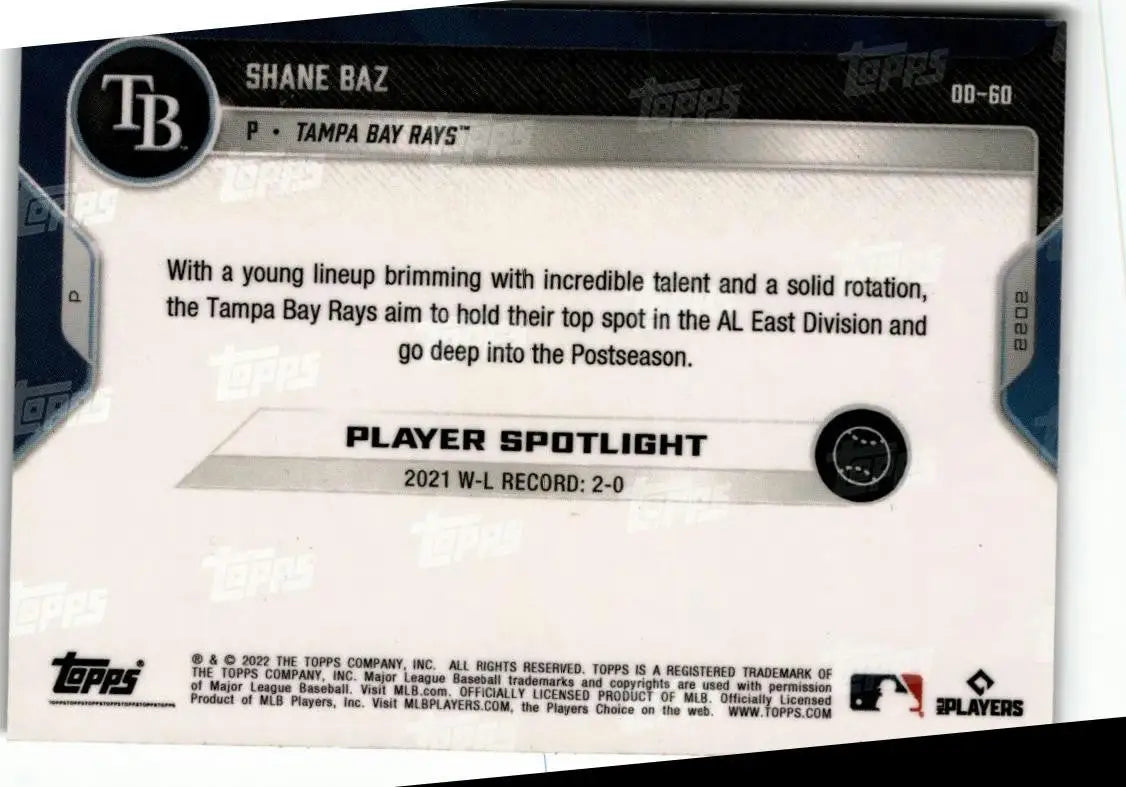 TB
SHANE BAZ
OD-60
P • TAMPA BAY RAYS™
P
2022
With a young lineup brimming with incredible talent and a solid rotation,
the Tampa Bay Rays aim to hold their top spot in the AL East Division and
go deep into the Postseason.
PLAYER SPOTLIGHT
2021 W-L RECORD: 2-0
Topps®
® & © 2022 THE TOPPS COMPANY, INC. ALL RIGHTS RESERVED. TOPPS IS A REGISTERED TRADEMARK OF
THE TOPPS COMPANY, INC. Major League Baseball trademarks and copyrights are used with permission
of Major League Baseball. Visit MLB.com. OFFICIALLY LICENSED PRODUCT OF MLB. Officially Licensed
Product of MLB Players, Inc. Visit MLBPLAYERS.COM, the Players Choice on the web. WWW.TOPPS.COM
MLB PLAYERS